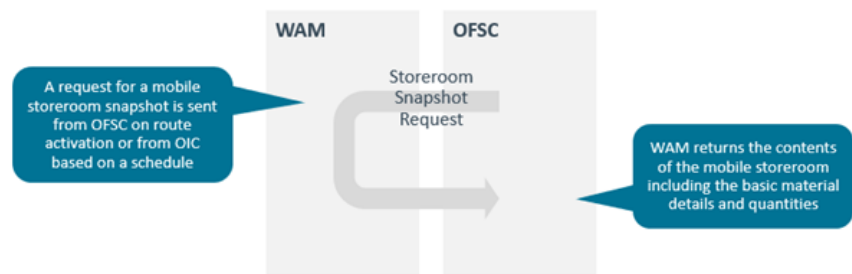 WAM
OFSC
A request for a mobile
storeroom snapshot is sent
from OFSC on route
activation or from OIC
based on a schedule
Storeroom
Snapshot
Request
WAM returns the contents
of the mobile storeroom
including the basic material
details and quantities